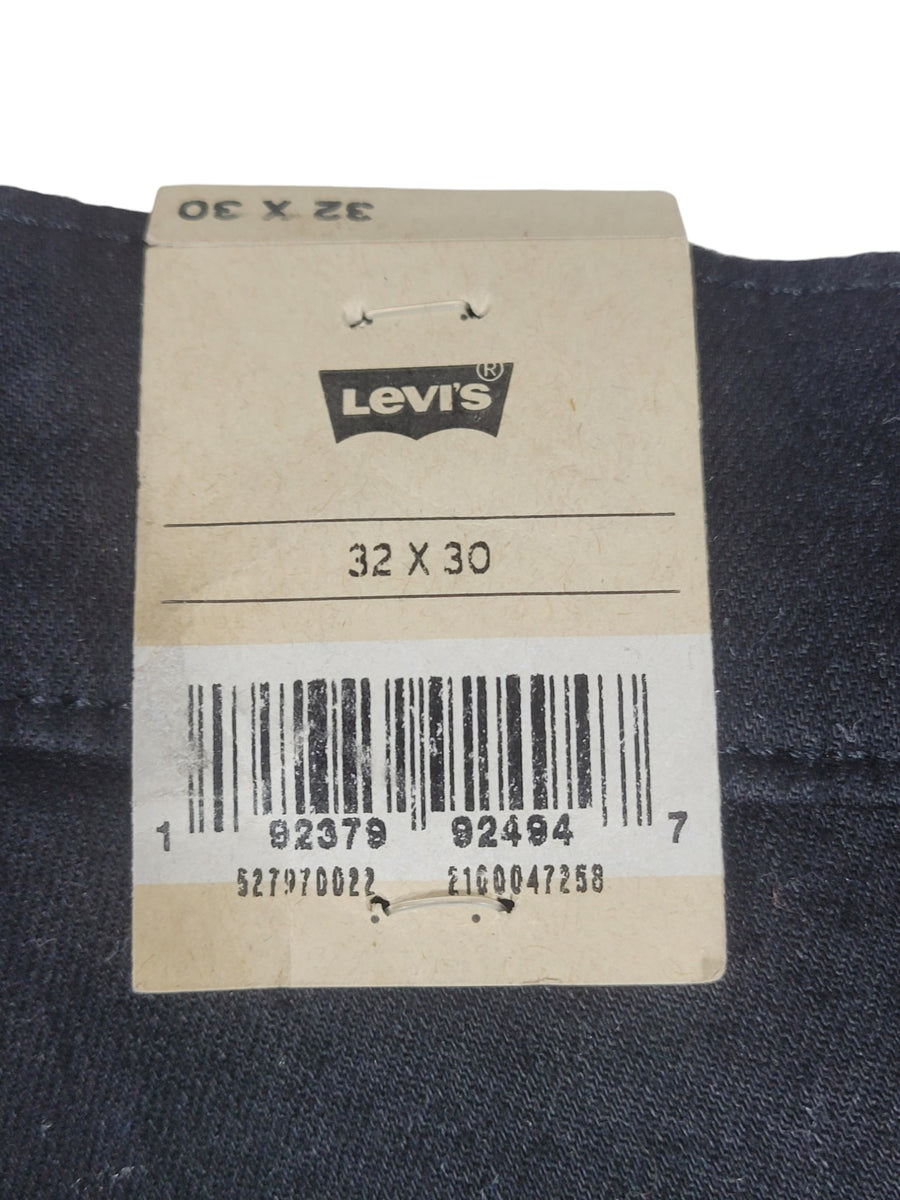 32 X 30
LEVI'S®
32 X 30
1 92379 92494 7
527970022 2100047258